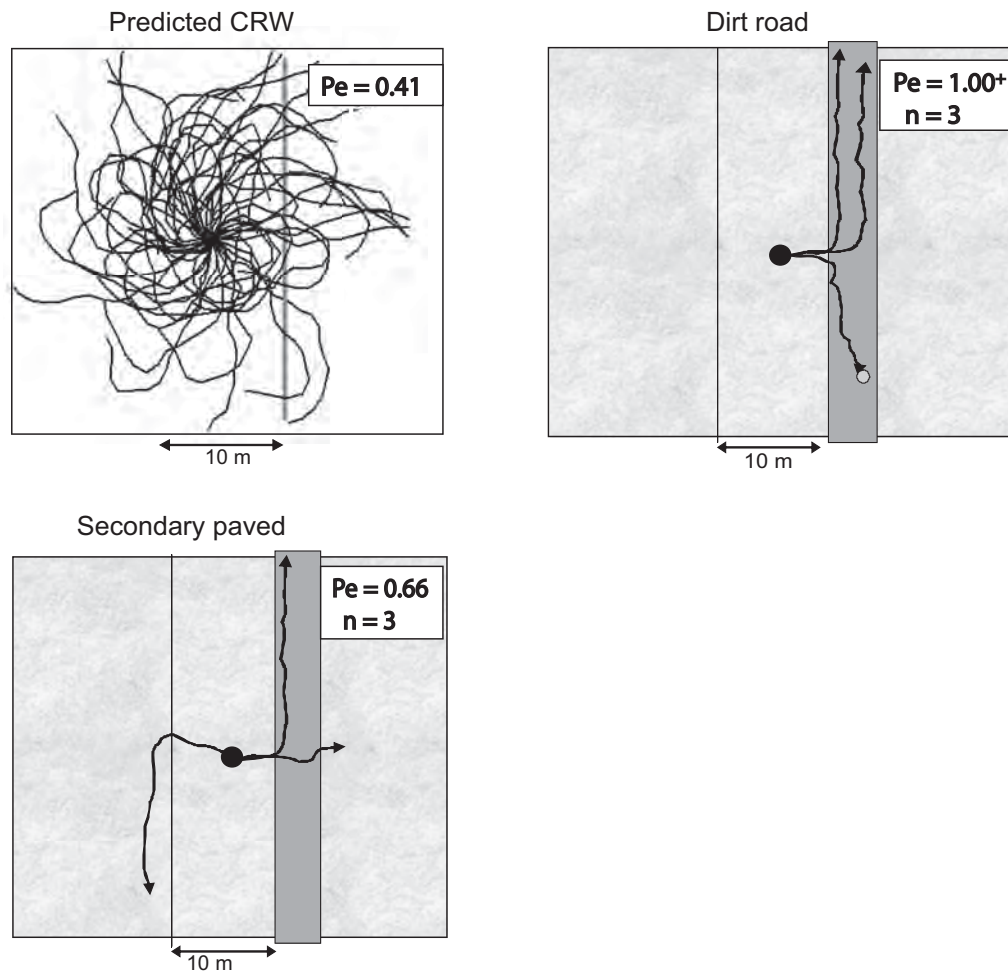 Predicted CRW
Pe = 0.41
10 m
Dirt road
Pe = 1.00⁺
n = 3
10 m
Secondary paved
Pe = 0.66
n = 3
10 m